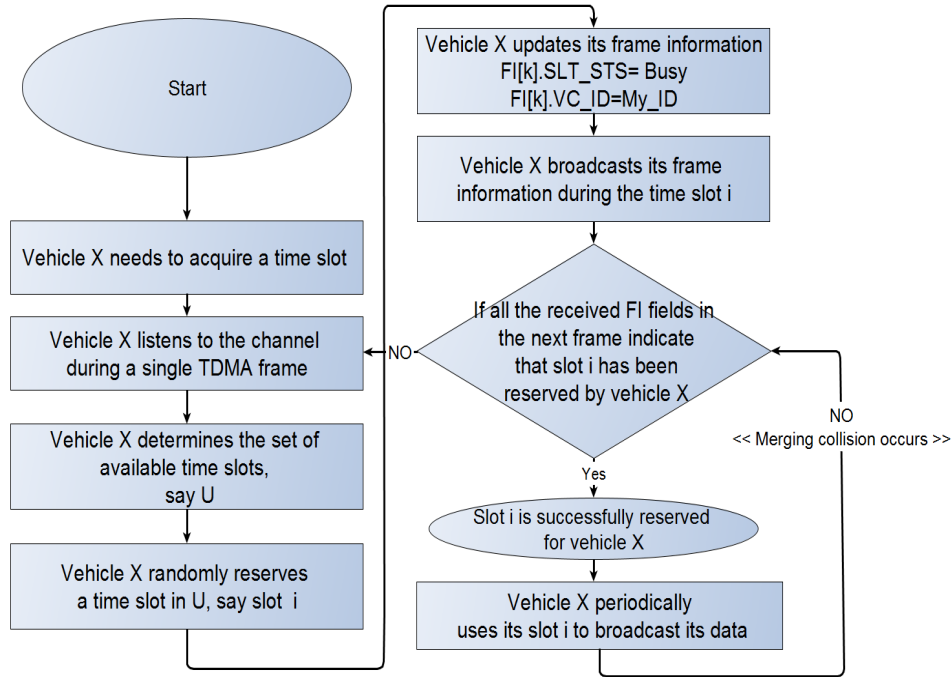 Start
Vehicle X needs to acquire a time slot
Vehicle X listens to the channel
during a single TDMA frame
Vehicle X determines the set of
available time slots,
say U
Vehicle X randomly reserves
a time slot in U, say slot i
Vehicle X updates its frame information
FI[k].SLT_STS= Busy
FI[k].VC_ID=My_ID
Vehicle X broadcasts its frame
information during the time slot i
If all the received FI fields in
the next frame indicate
that slot i has been
reserved by vehicle X
NO
Yes
Slot i is successfully reserved
for vehicle X
Vehicle X periodically
uses its slot i to broadcast its data
NO
<< Merging collision occurs >>